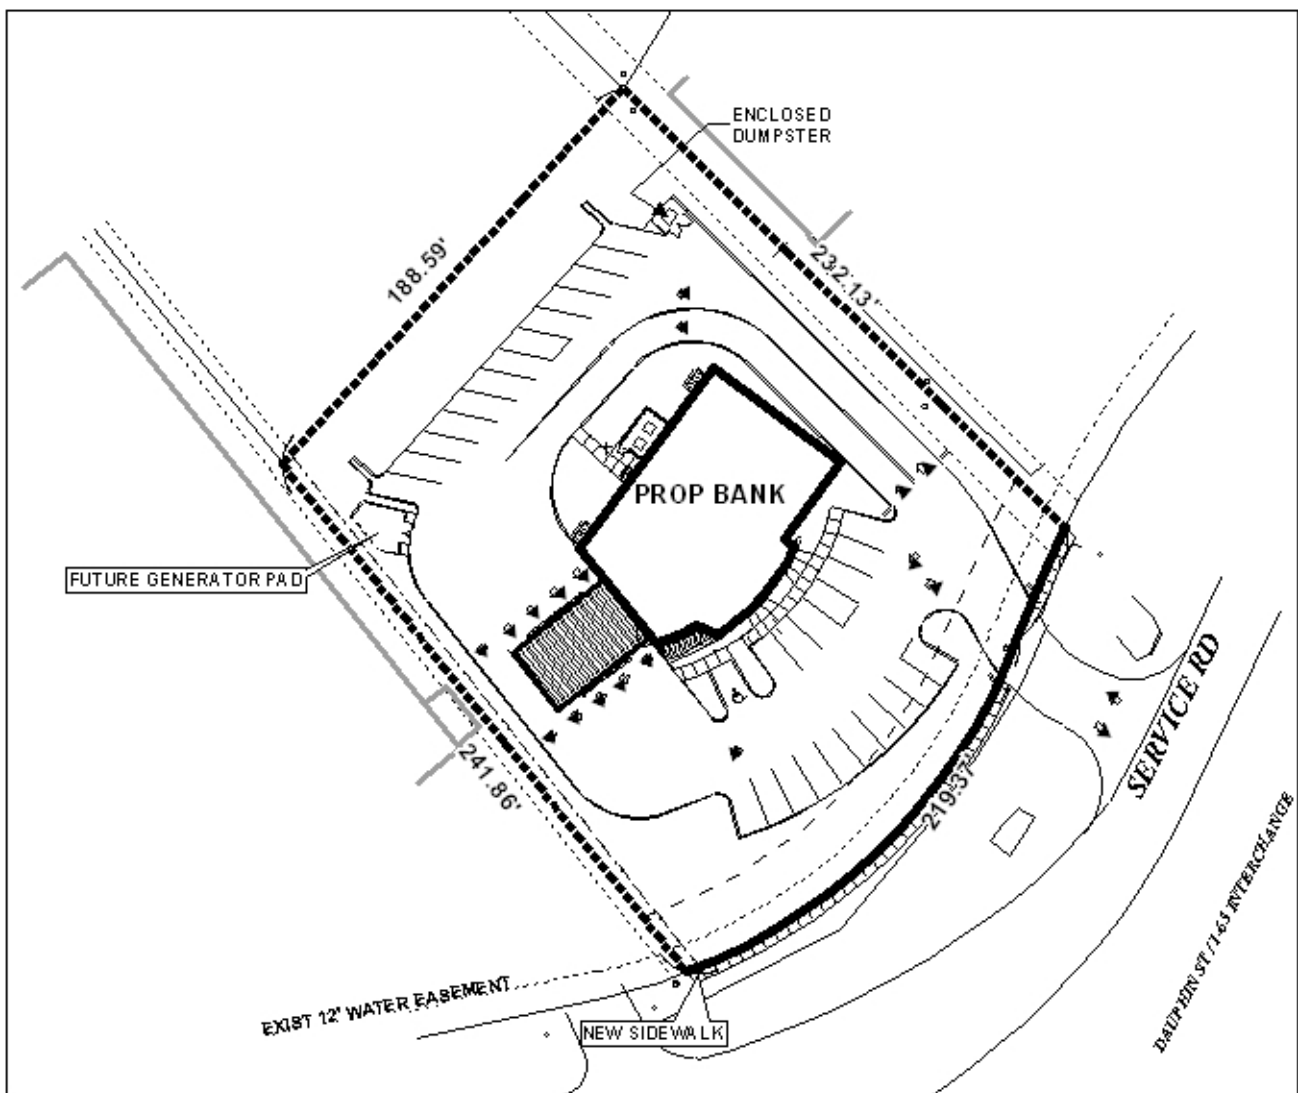 ENCLOSED
DUMPSTER
188.59'
232.13'
PROP BANK
FUTURE GENERATOR PAD
241.86'
219.37'
SERVICE RD
DAUPHIN ST / I-65 INTERCHANGE
EXIST 12' WATER EASEMENT
NEW SIDEWALK